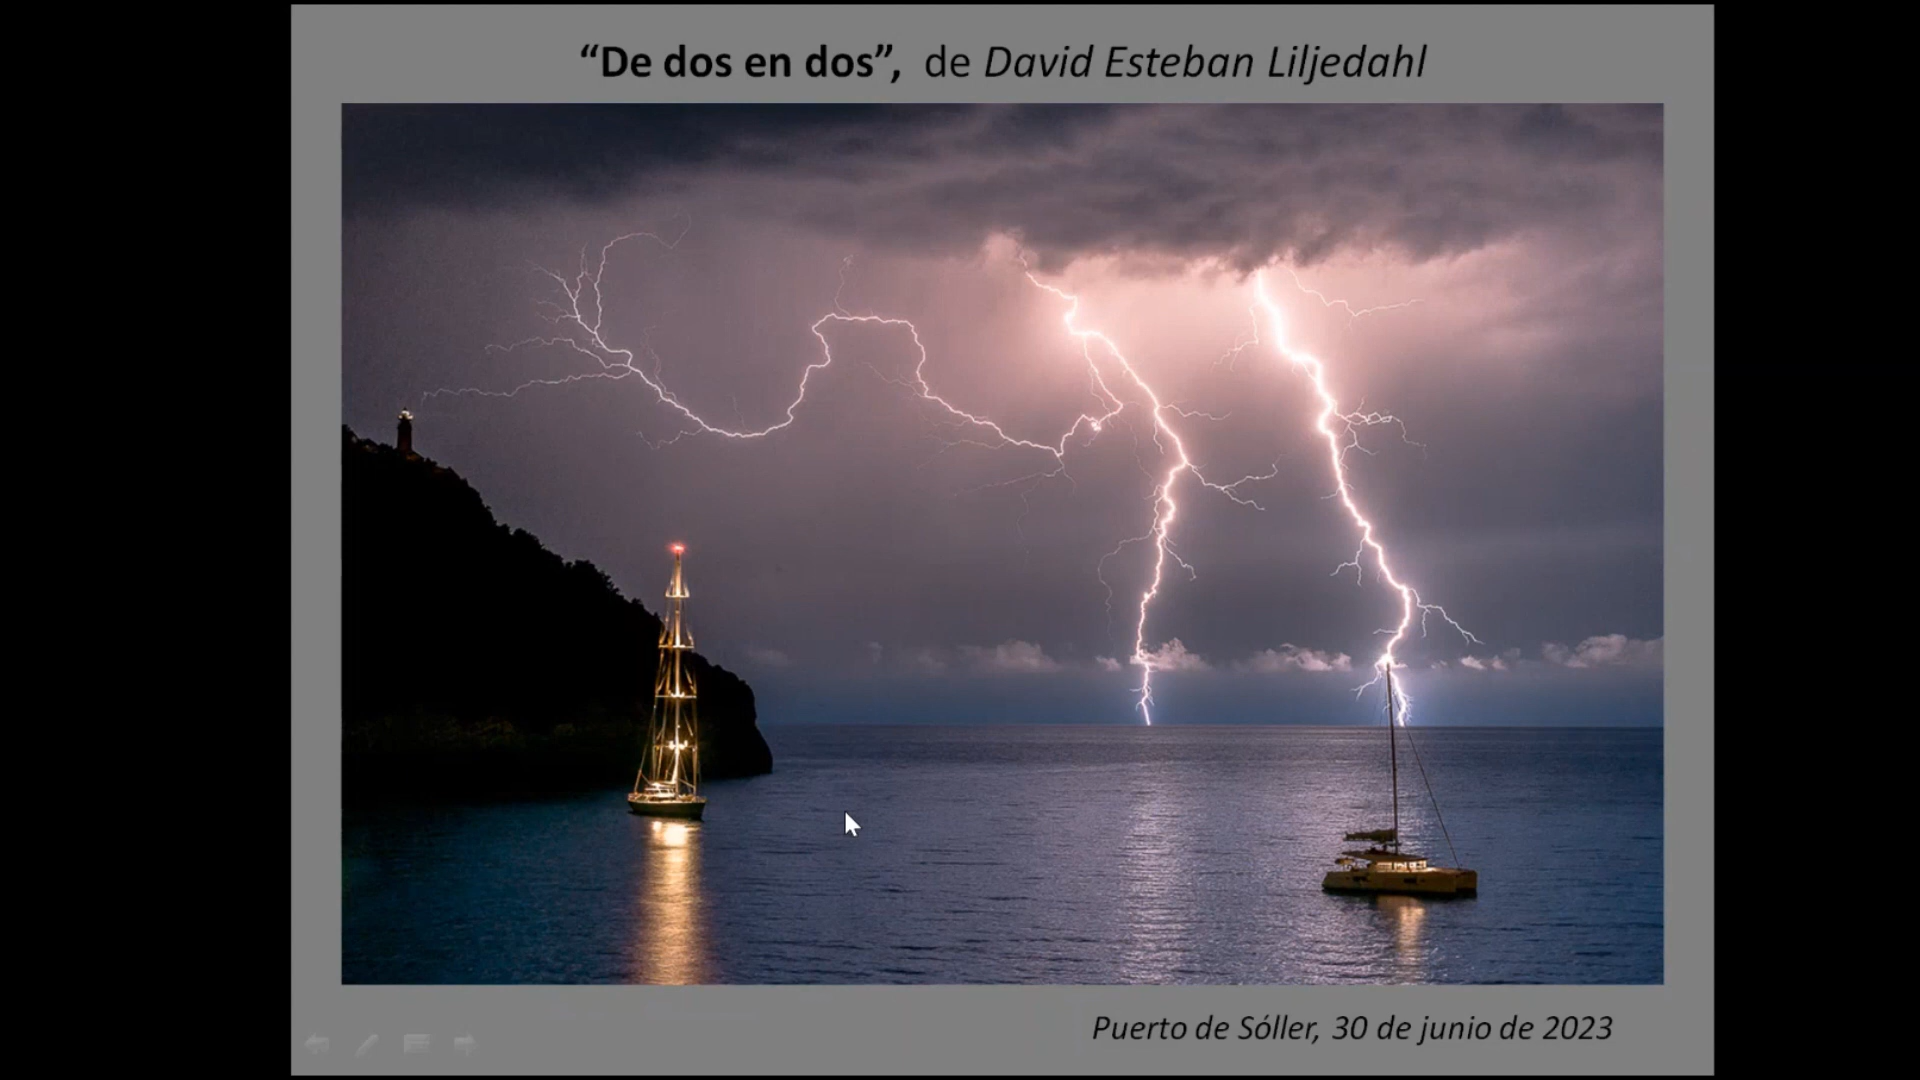 “De dos en dos”, de David Esteban Liljedahl
Puerto de Sóller, 30 de junio de 2023